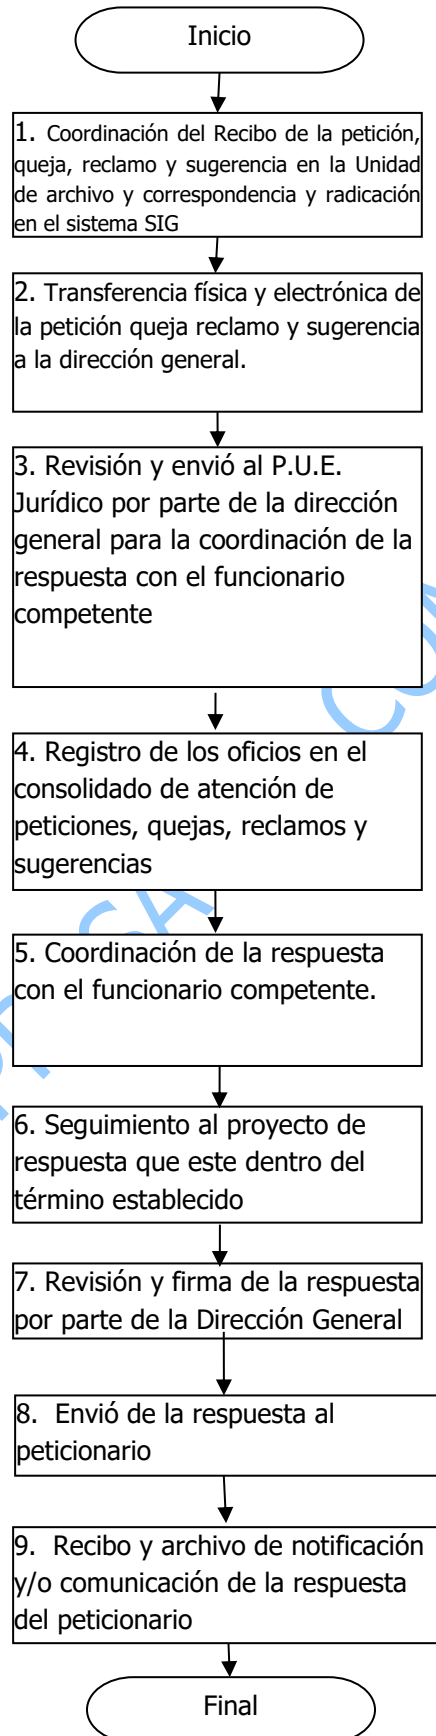 Inicio
1. Coordinación del Recibo de la petición,
queja, reclamo y sugerencia en la Unidad
de archivo y correspondencia y radicación
en el sistema SIG
2. Transferencia física y electrónica de
la petición queja reclamo y sugerencia
a la dirección general.
3. Revisión y envió al P.U.E.
Jurídico por parte de la dirección
general para la coordinación de la
respuesta con el funcionario
competente
4. Registro de los oficios en el
consolidado de atención de
peticiones, quejas, reclamos y
sugerencias
5. Coordinación de la respuesta
con el funcionario competente.
6. Seguimiento al proyecto de
respuesta que este dentro del
término establecido
7. Revisión y firma de la respuesta
por parte de la Dirección General
8. Envió de la respuesta al
peticionario
9. Recibo y archivo de notificación
y/o comunicación de la respuesta
del peticionario
Final